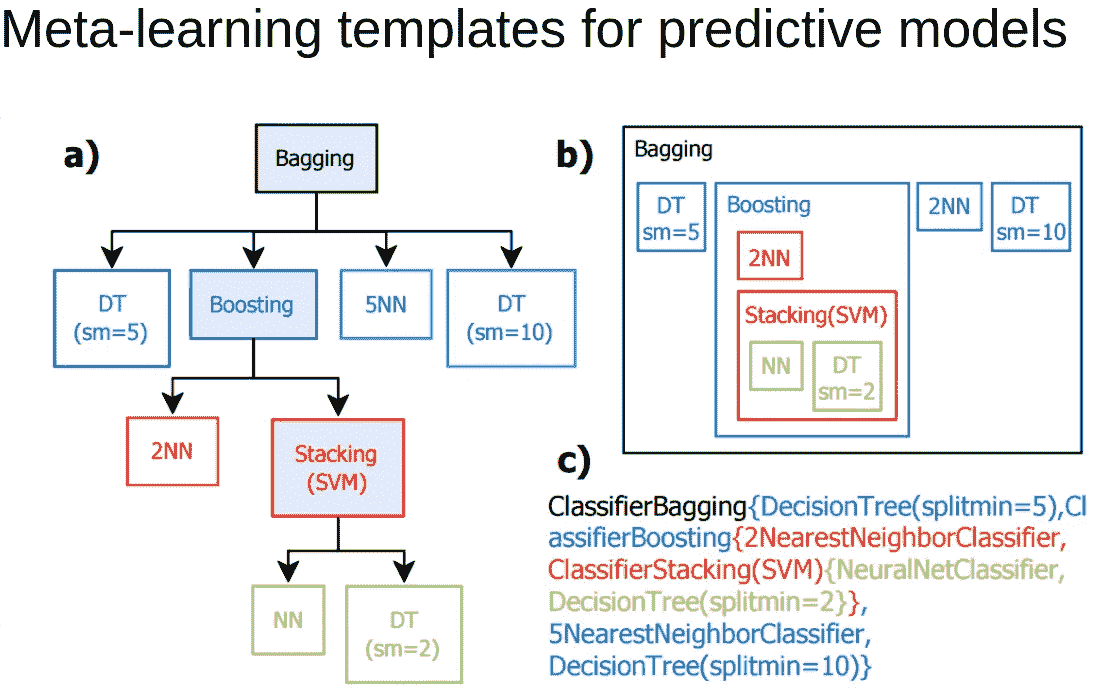 Meta-learning templates for predictive models
a)
Bagging
DT
(sm=5)
Boosting
5NN
DT
(sm=10)
2NN
Stacking
(SVM)
NN
DT
(sm=2)
b)
Bagging
DT
sm=5
Boosting
2NN
DT
sm=10
2NN
Stacking(SVM)
NN
DT
sm=2
c)
ClassifierBagging{DecisionTree(splitmin=5),Cl
assifierBoosting{2NearestNeighborClassifier,
ClassifierStacking(SVM){NeuralNetClassifier,
DecisionTree(splitmin=2}},
5NearestNeighborClassifier,
DecisionTree(splitmin=10)}